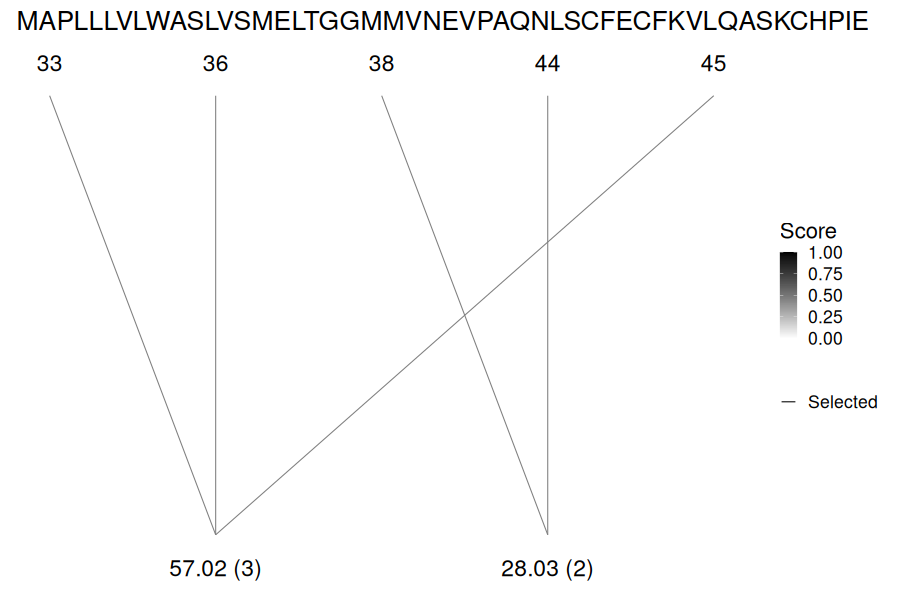 MAPLLLVLWASLVSMELTGGMMVNEVPAQNLSCFECFKVLQASKCHPIE
33 36 38 44 45
Score
1.00
0.75
0.50
0.25
0.00
Selected
57.02 (3) 28.03 (2)